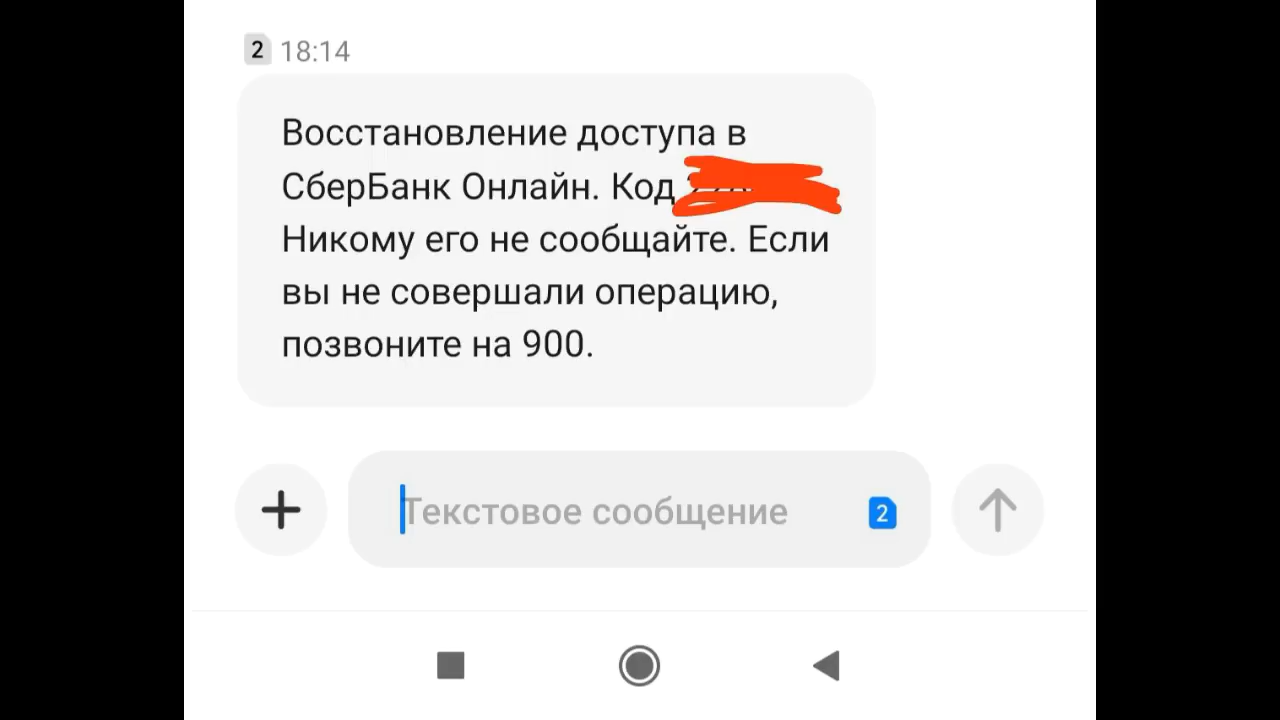 2 18:14
Восстановление доступа в
СберБанк Онлайн. Код
Никому его не сообщайте. Если
вы не совершали операцию,
позвоните на 900.
Текстовое сообщение 2